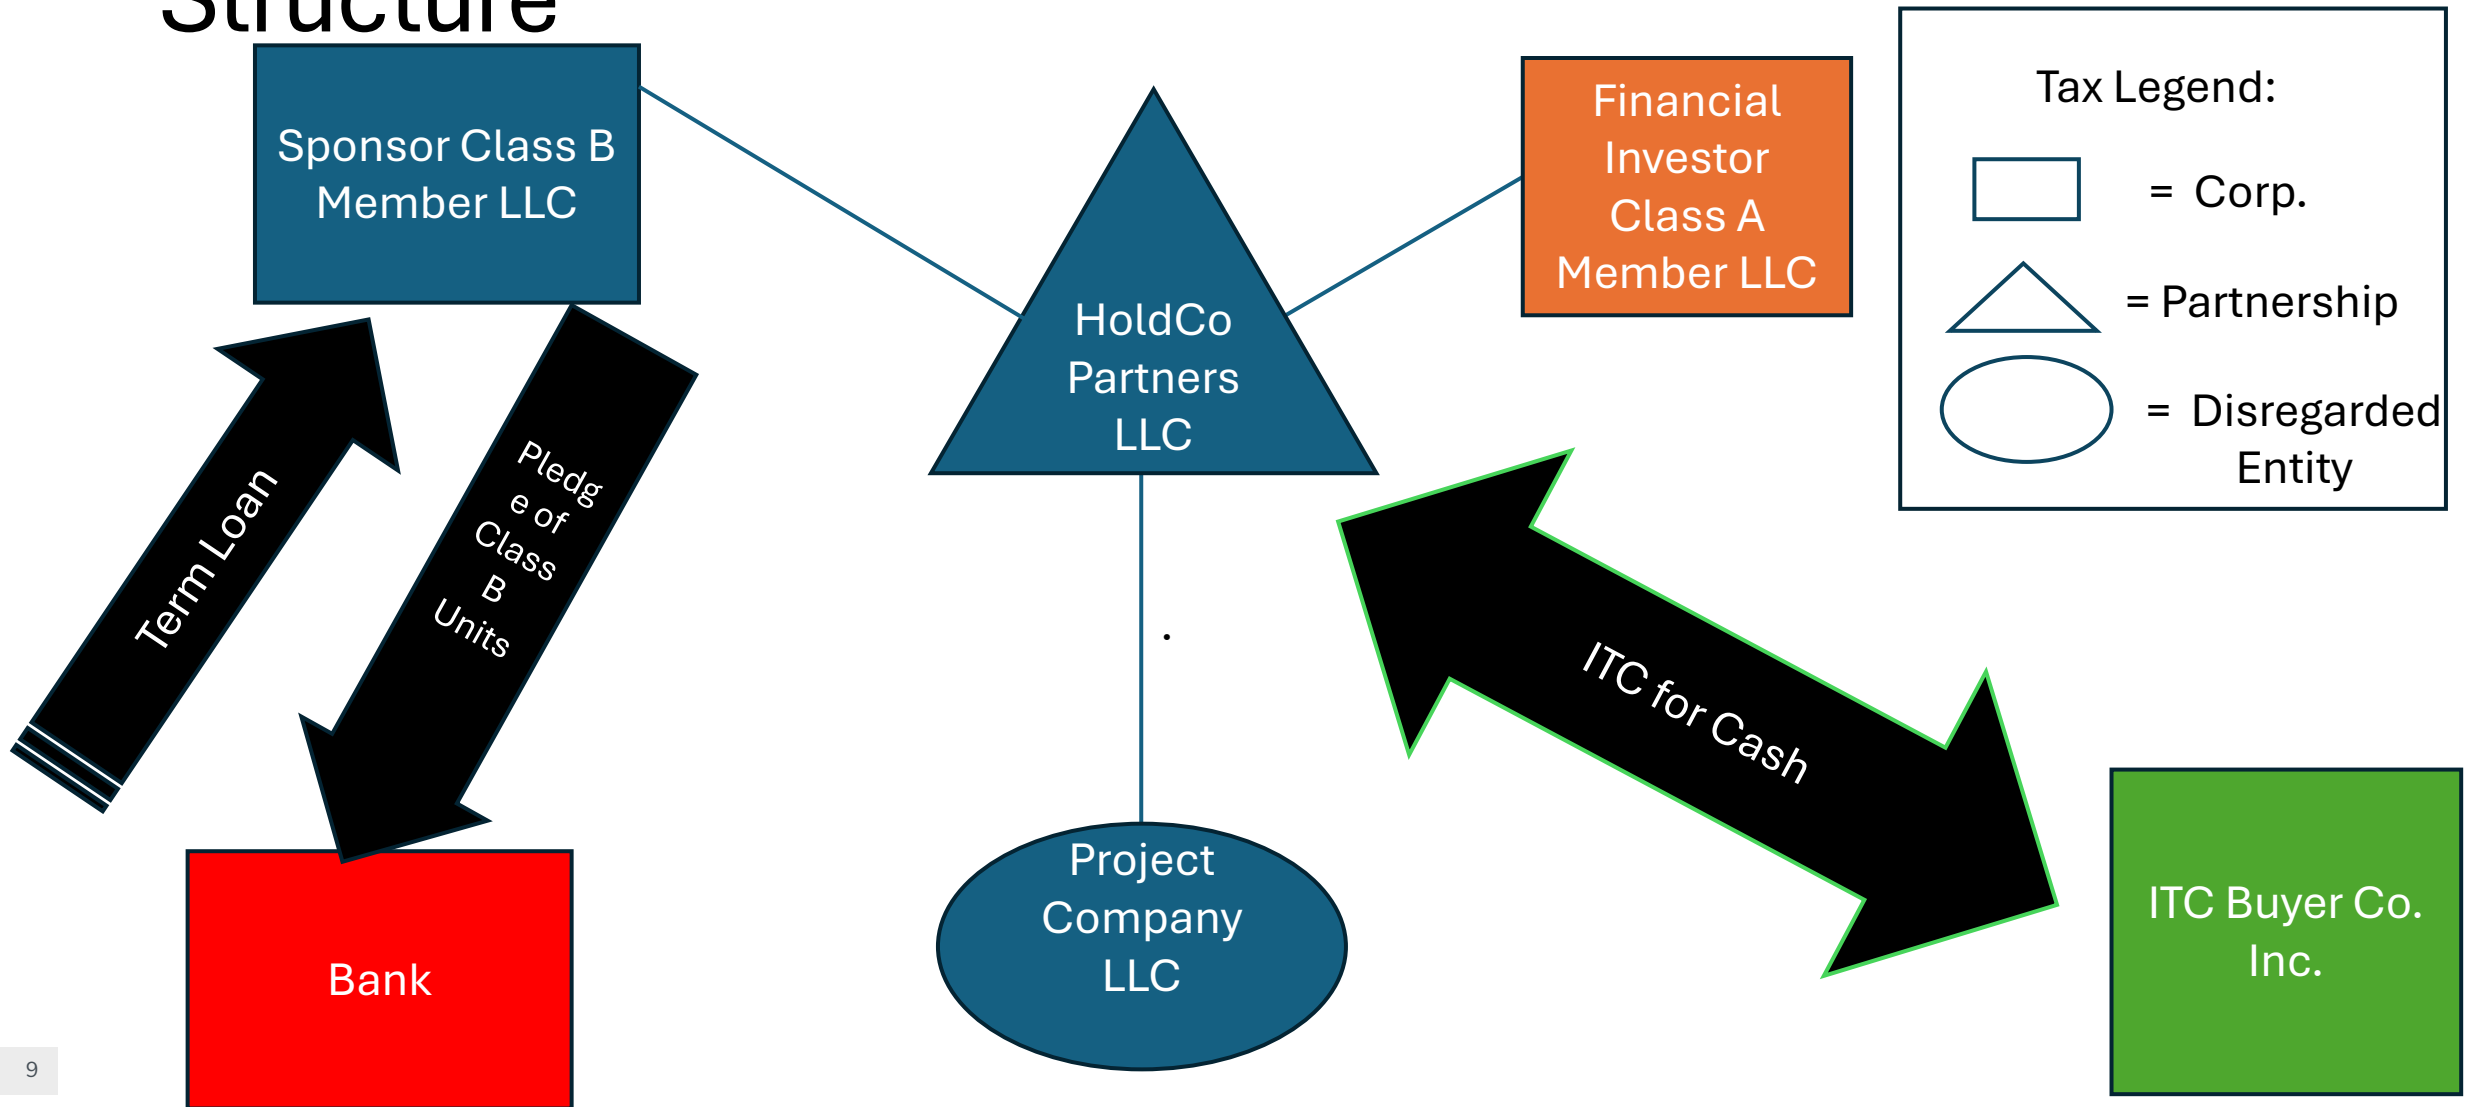 Structure
Sponsor Class B
Member LLC
Financial
Investor
Class A
Member LLC
Tax Legend:
= Corp.
= Partnership
= Disregarded
Entity
HoldCo
Partners
LLC
Term Loan
Pledg
e of
Class
B
Units
.
ITC for Cash
Project
Company
LLC
Bank
ITC Buyer Co.
Inc.
9